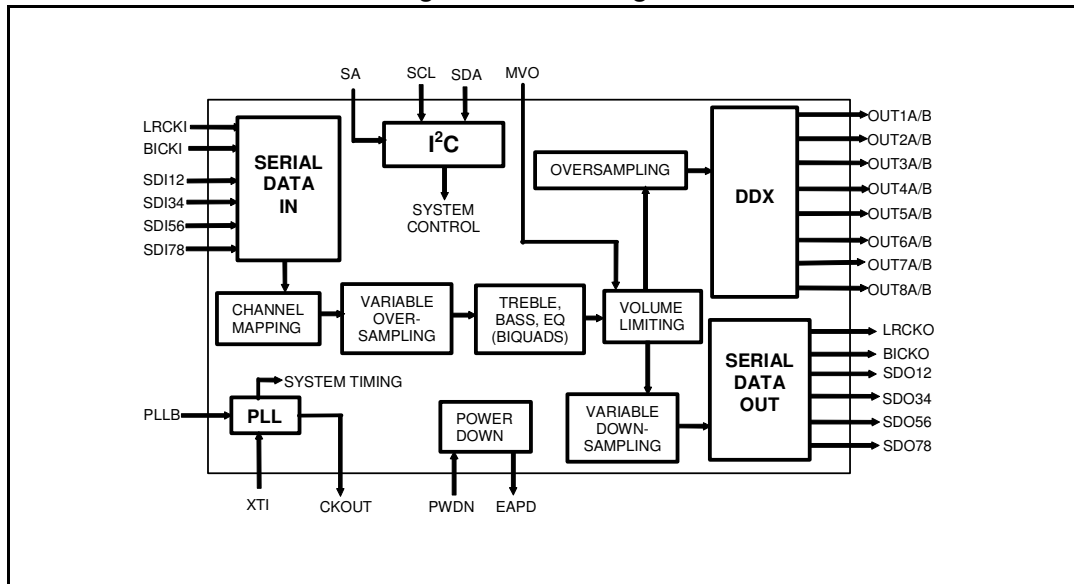 SA
SCL
SDA
MVO
LRCKI
BICKI
SDI12
SDI34
SDI56
SDI78
SERIAL
DATA
IN
I²C
SYSTEM
CONTROL
OVERSAMPLING
DDX
OUT1A/B
OUT2A/B
OUT3A/B
OUT4A/B
OUT5A/B
OUT6A/B
OUT7A/B
OUT8A/B
CHANNEL
MAPPING
VARIABLE
OVER-
SAMPLING
TREBLE,
BASS, EQ
(BIQUADS)
VOLUME
LIMITING
SERIAL
DATA
OUT
LRCKO
BICKO
SDO12
SDO34
SDO56
SDO78
SYSTEM TIMING
PLLB
PLL
POWER
DOWN
VARIABLE
DOWN-
SAMPLING
XTI
CKOUT
PWDN
EAPD